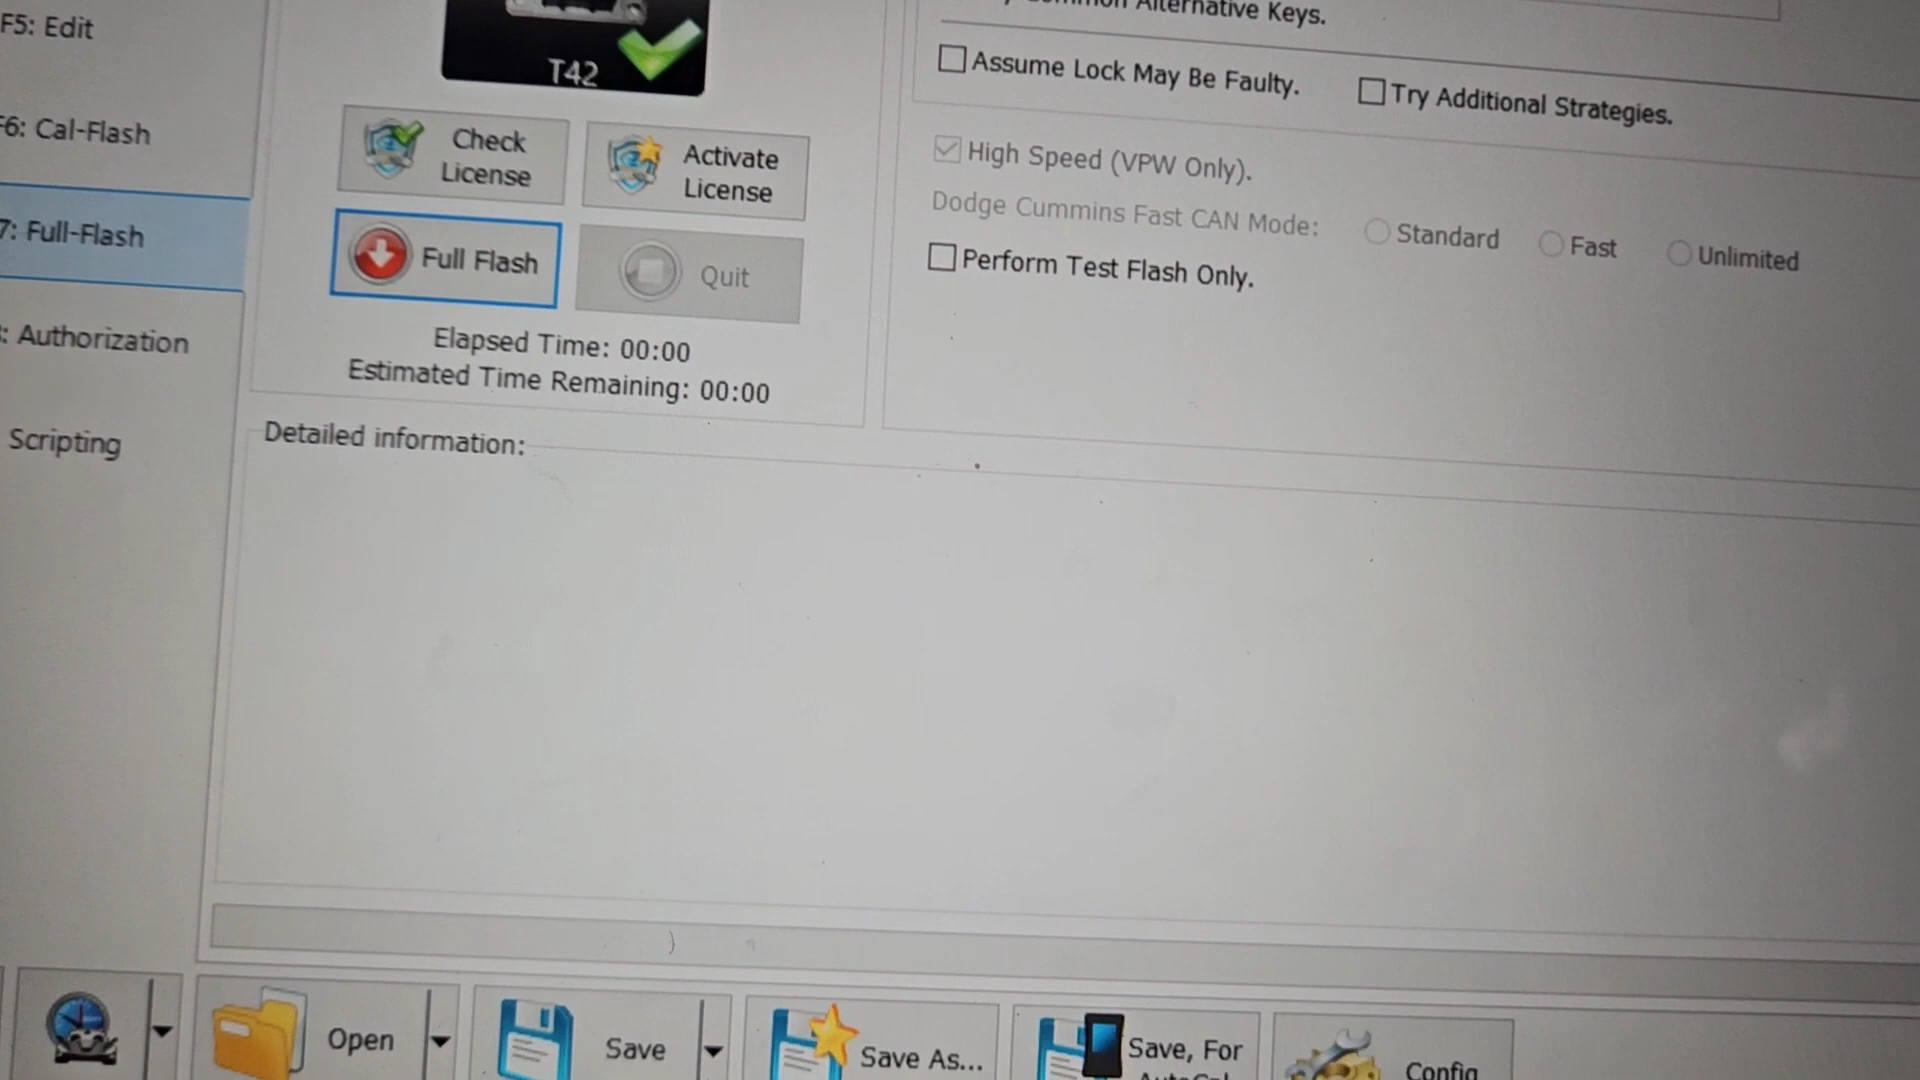 F5: Edit
F6: Cal-Flash
7: Full-Flash
: Authorization
Scripting
T42
Check
License
Activate
License
Full Flash
Quit
Elapsed Time: 00:00
Estimated Time Remaining: 00:00
Alternative Keys.
Assume Lock May Be Faulty.
Try Additional Strategies.
High Speed (VPW Only).
Dodge Cummins Fast CAN Mode:
Standard
Fast
Unlimited
Perform Test Flash Only.
Detailed information:
Open
Save
Save As...
Save, For
Config